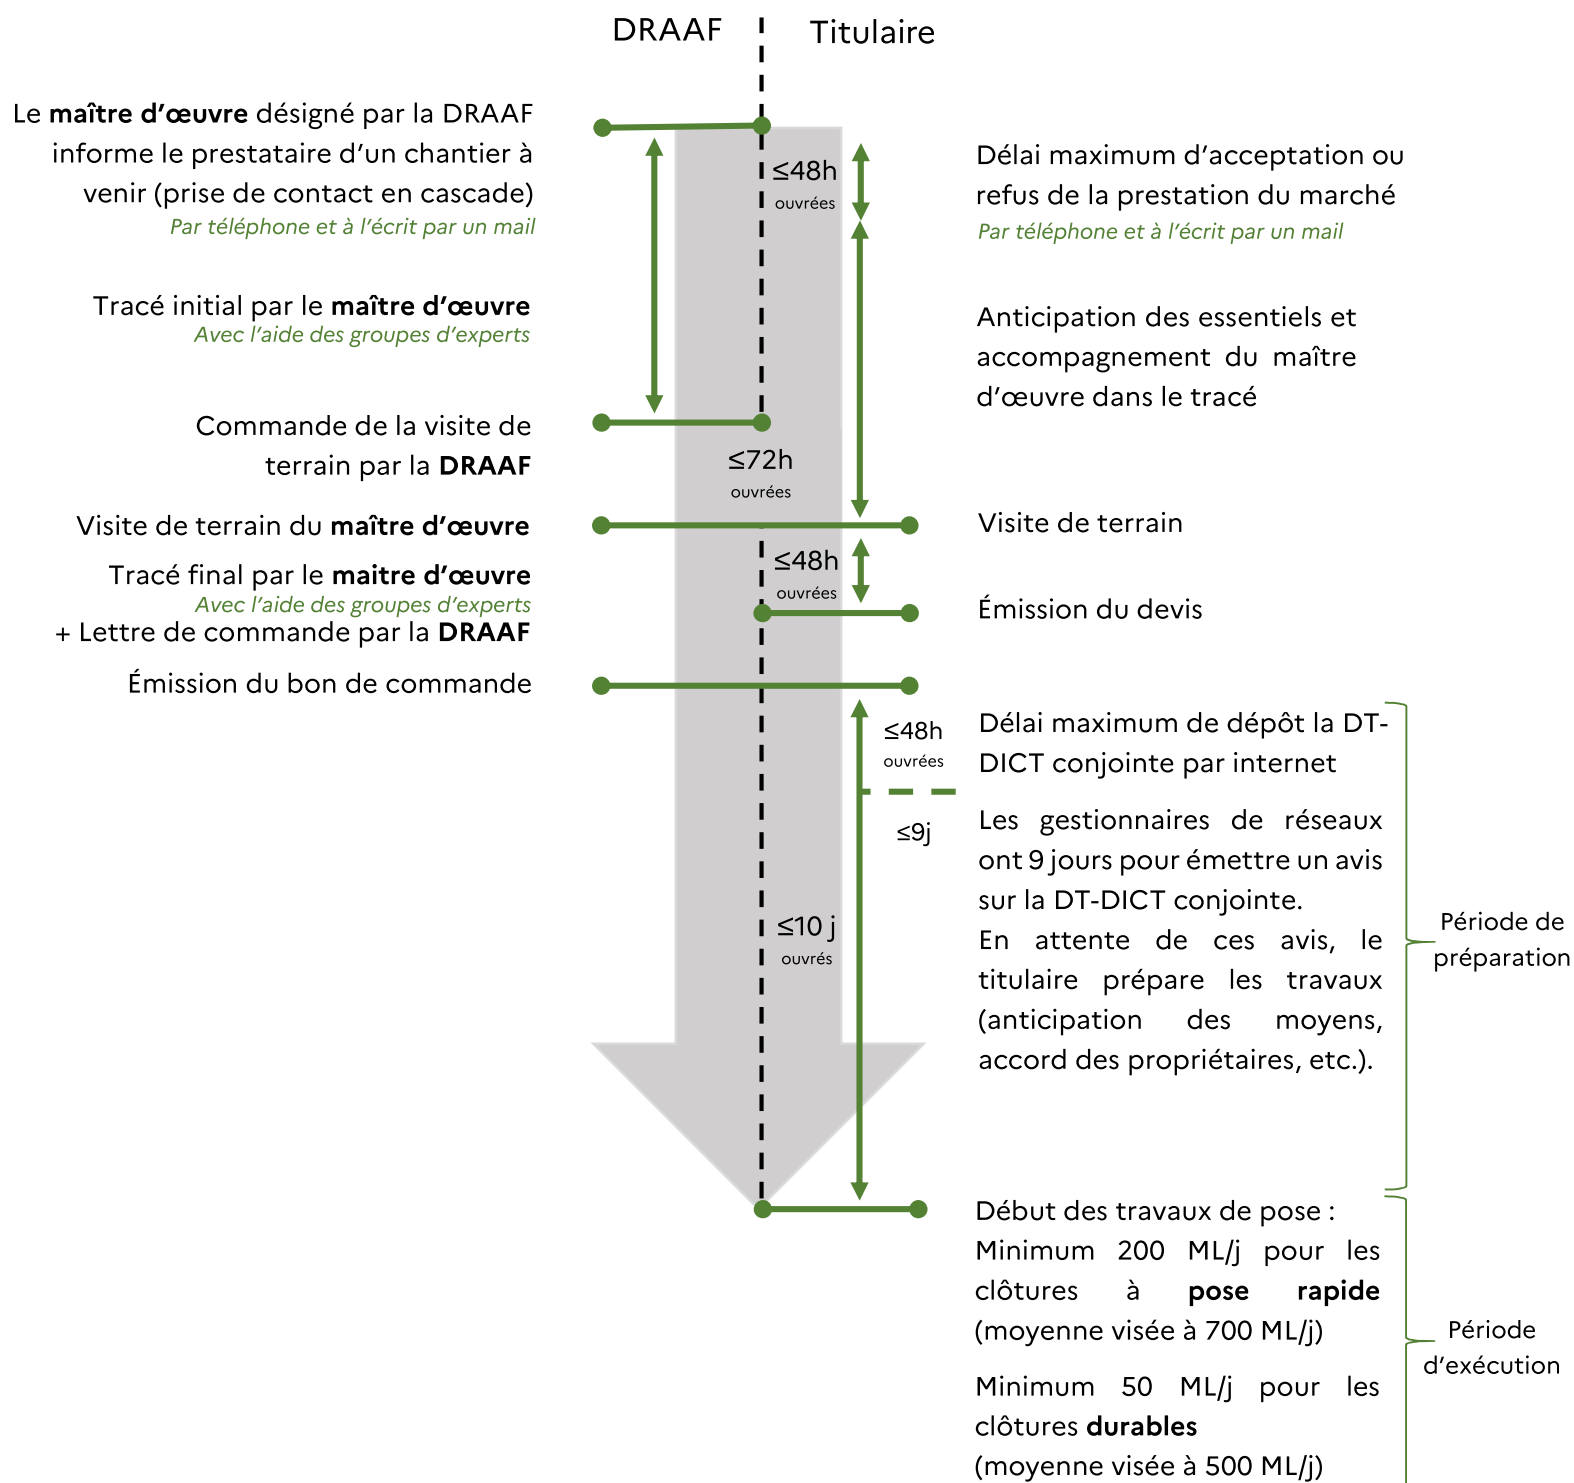 DRAAF
Titulaire
Le maître d’œuvre désigné par la DRAAF
informe le prestataire d’un chantier à
venir (prise de contact en cascade)
Par téléphone et à l’écrit par un mail
≤48h
ouvrées
Délai maximum d’acceptation ou
refus de la prestation du marché
Par téléphone et à l’écrit par un mail
Tracé initial par le maître d’œuvre
Avec l’aide des groupes d’experts
Anticipation des essentiels et
accompagnement du maître
d’œuvre dans le tracé
Commande de la visite de
terrain par la DRAAF
≤72h
ouvrées
Visite de terrain du maître d’œuvre
Visite de terrain
Tracé final par le maitre d’œuvre
Avec l’aide des groupes d’experts
+ Lettre de commande par la DRAAF
≤48h
ouvrées
Émission du devis
Émission du bon de commande
≤48h
ouvrées
Délai maximum de dépôt la DT-
DICT conjointe par internet
≤9j
Les gestionnaires de réseaux
ont 9 jours pour émettre un avis
sur la DT-DICT conjointe.
En attente de ces avis, le
titulaire prépare les travaux
(anticipation des moyens,
accord des propriétaires, etc.).
≤10 j
ouvrés
Période de
préparation
Début des travaux de pose :
Minimum 200 ML/j pour les
clôtures à pose rapide
(moyenne visée à 700 ML/j)
Minimum 50 ML/j pour les
clôtures durables
(moyenne visée à 500 ML/j)
Période
d’exécution